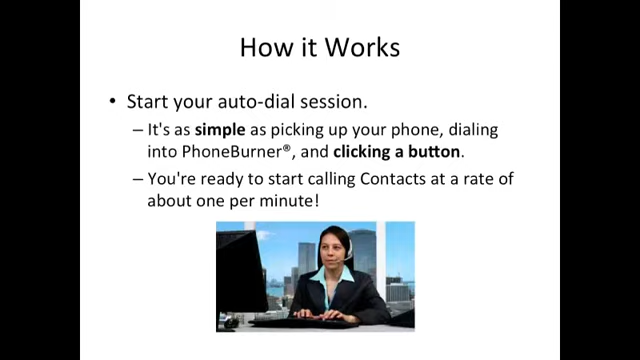 How it Works
• Start your auto-dial session.
– It's as simple as picking up your phone, dialing
into PhoneBurner®, and clicking a button.
– You're ready to start calling Contacts at a rate of
about one per minute!